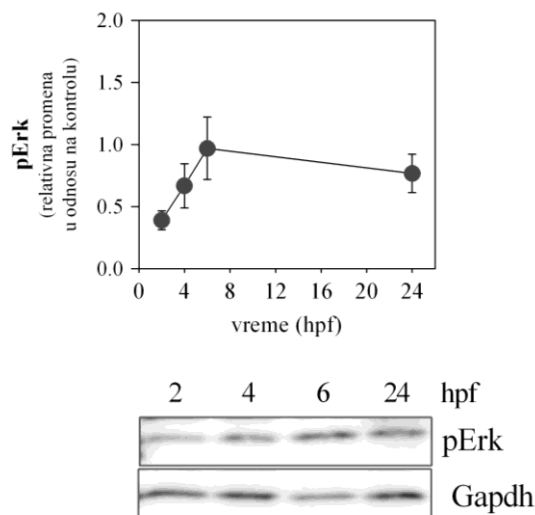 pErk
(relativna promena
u odnosu na kontrolu)
2.0
1.5
1.0
0.5
0.0
0 4 8 12 16 20 24
vreme (hpf)
2 4 6 24 hpf
pErk
Gapdh